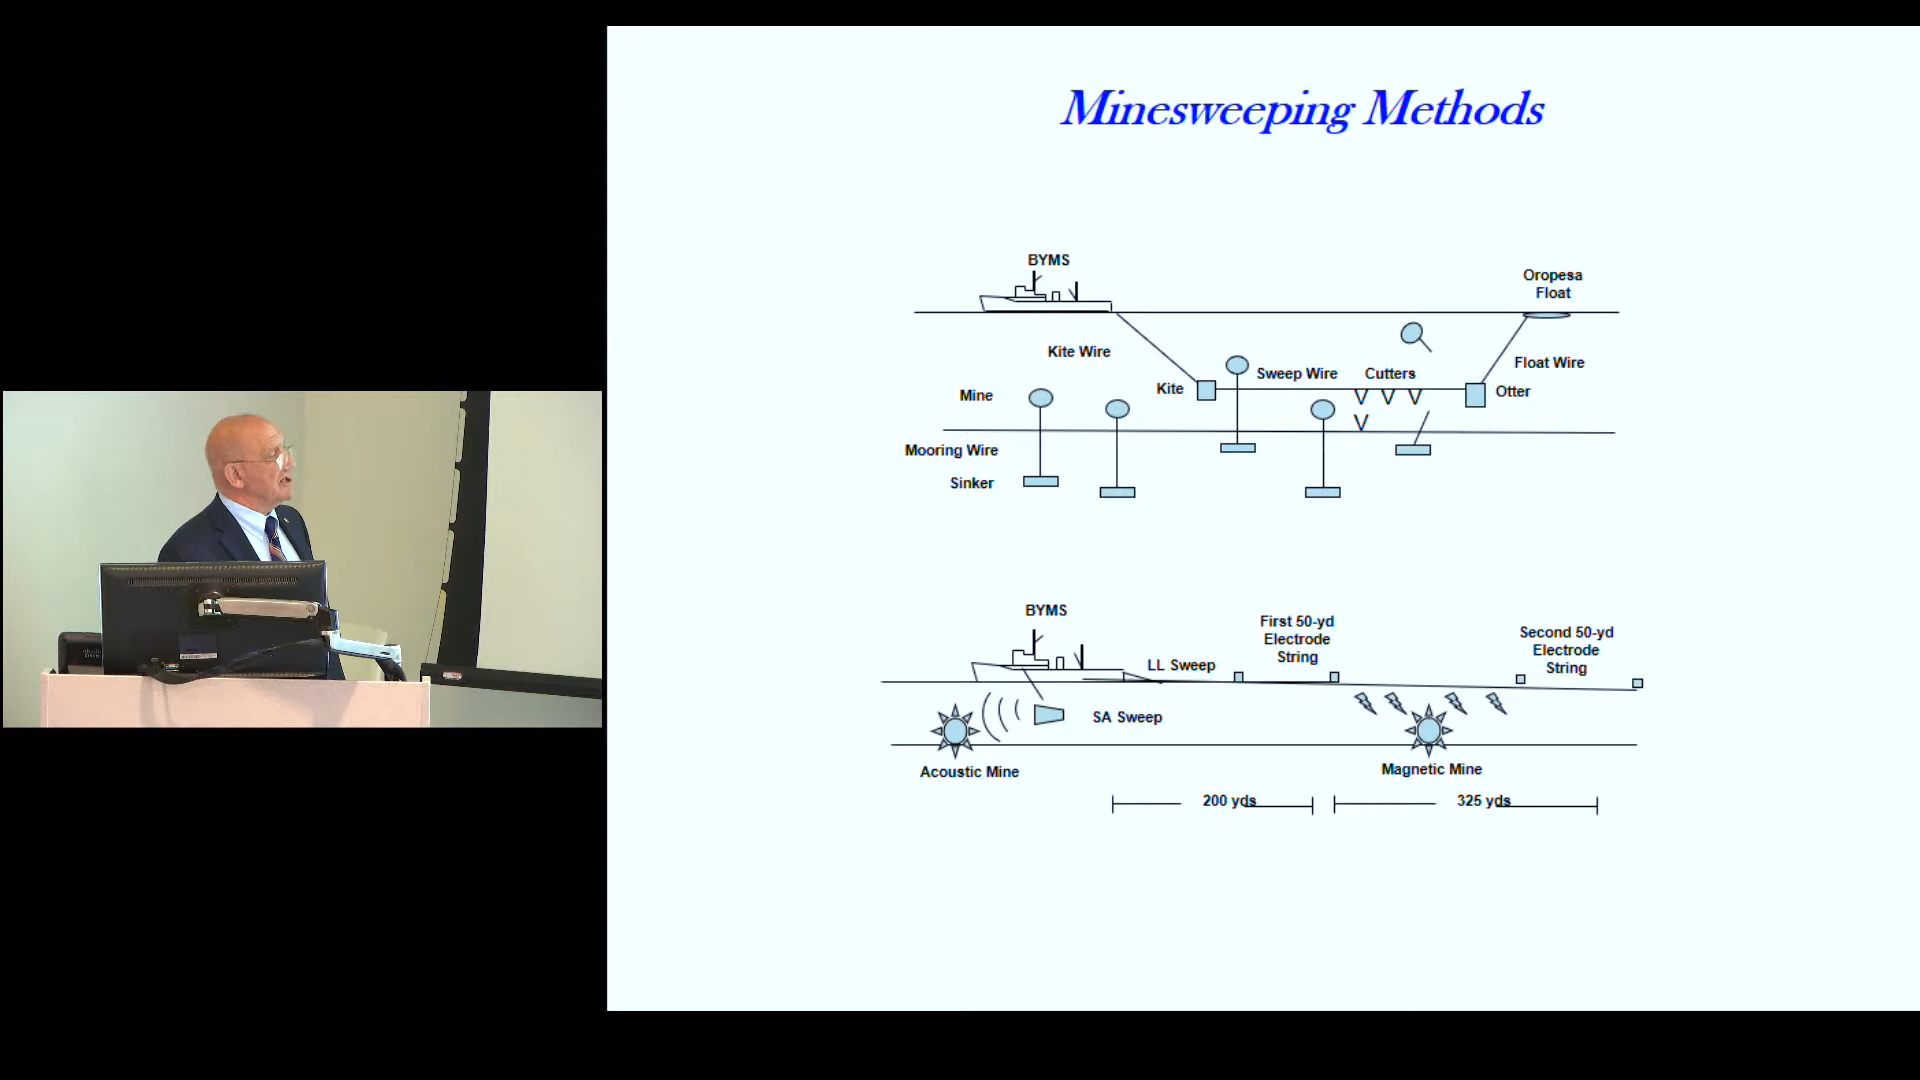 Minesweeping Methods
BYMS
Oropesa
Float
Kite Wire
Float Wire
Sweep Wire
Cutters
Kite
Otter
Mine
Mooring Wire
Sinker
BYMS
First 50-yd
Electrode
String
Second 50-yd
Electrode
String
LL Sweep
SA Sweep
Acoustic Mine
Magnetic Mine
200 yds
325 yds